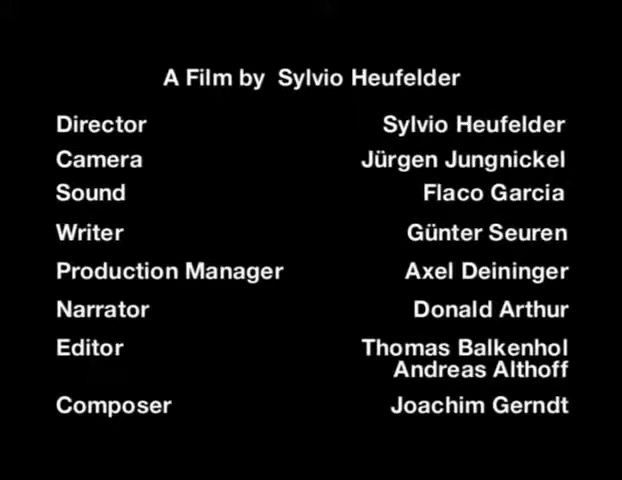 A Film by Sylvio Heufelder
Director Sylvio Heufelder
Camera Jürgen Jungnickel
Sound Flaco Garcia
Writer Günter Seuren
Production Manager Axel Deininger
Narrator Donald Arthur
Editor Thomas Balkenhol
Andreas Althoff
Composer Joachim Gerndt